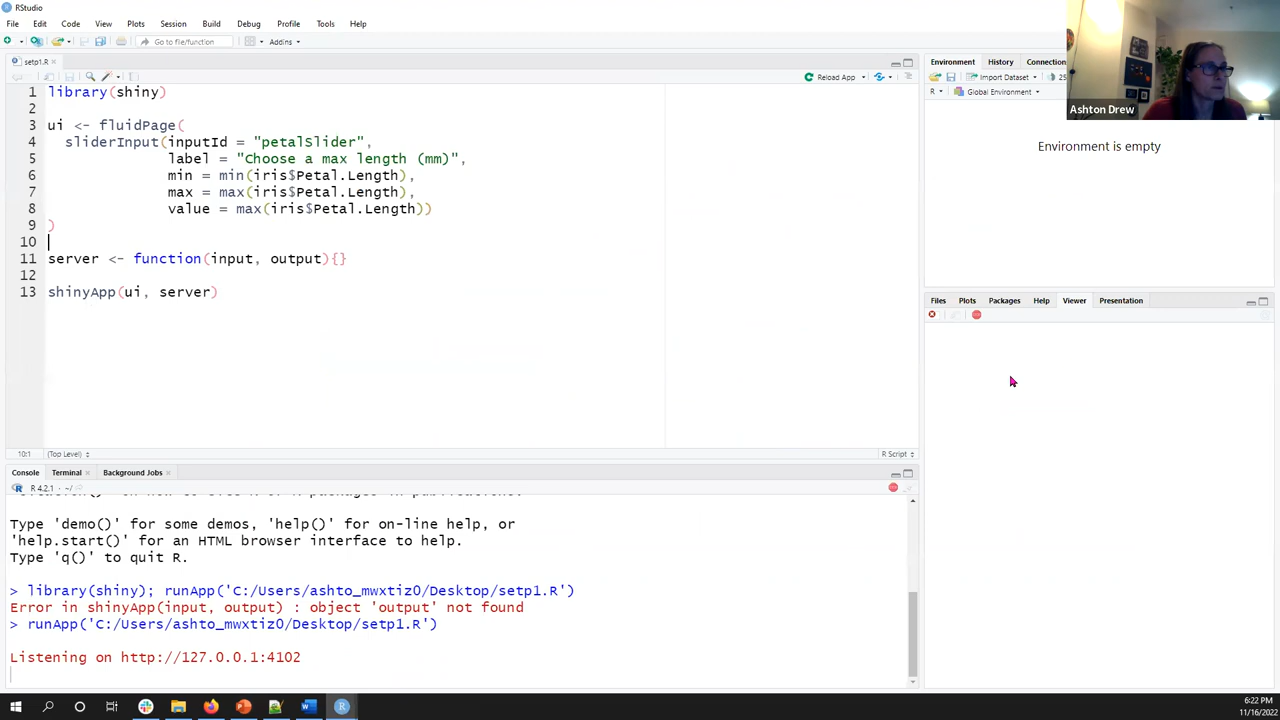 RStudio
File Edit Code View Plots Session Build Debug Profile Tools Help
Go to file/function Addins
setp1.R
Reload App
1 library(shiny)
2
3 ui <- fluidPage(
4 sliderInput(inputId = "petalSlider",
5 label = "Choose a max length (mm)",
6 min = min(iris$Petal.Length),
7 max = max(iris$Petal.Length),
8 value = max(iris$Petal.Length))
9 )
10
11 server <- function(input, output){}
12
13 shinyApp(ui, server)
10:1 (Top Level) R Script
Console Terminal Background Jobs
R 4.2.1 · ~/
Type 'demo()' for some demos, 'help()' for on-line help, or
'help.start()' for an HTML browser interface to help.
Type 'q()' to quit R.
> library(shiny); runApp('C:/Users/ashto_mwxtiz0/Desktop/setp1.R')
Error in shinyApp(input, output) : object 'output' not found
> runApp('C:/Users/ashto_mwxtiz0/Desktop/setp1.R')
Listening on http://127.0.0.1:4102
Environment History
Import Dataset
R Global Environment
Environment is empty
Files Plots Packages Help Viewer Presentation
Ashton Drew
6:22 PM
11/16/2022